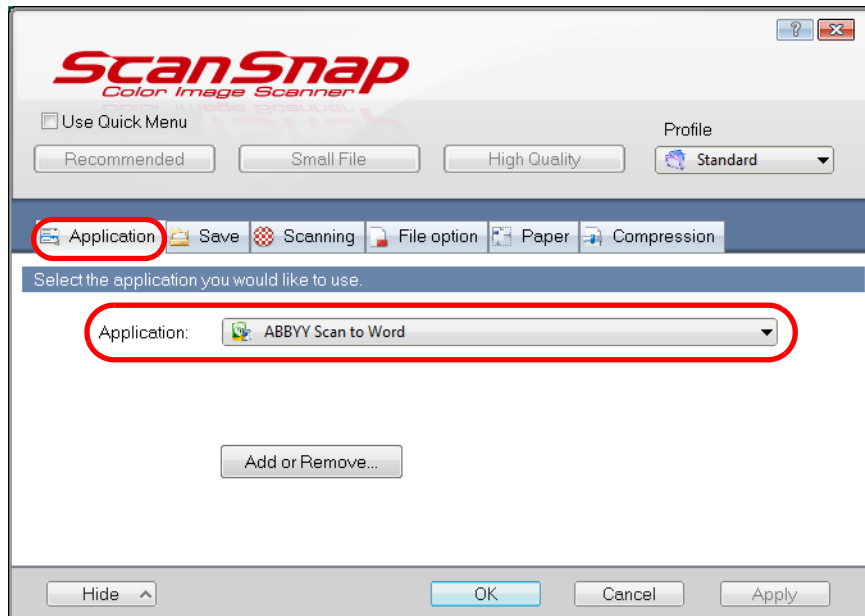 ScanSnap
Color Image Scanner
Use Quick Menu
Profile
Recommended Small File High Quality Standard
Application Save Scanning File option Paper Compression
Select the application you would like to use.
Application: ABBYY Scan to Word
Add or Remove...
Hide OK Cancel Apply